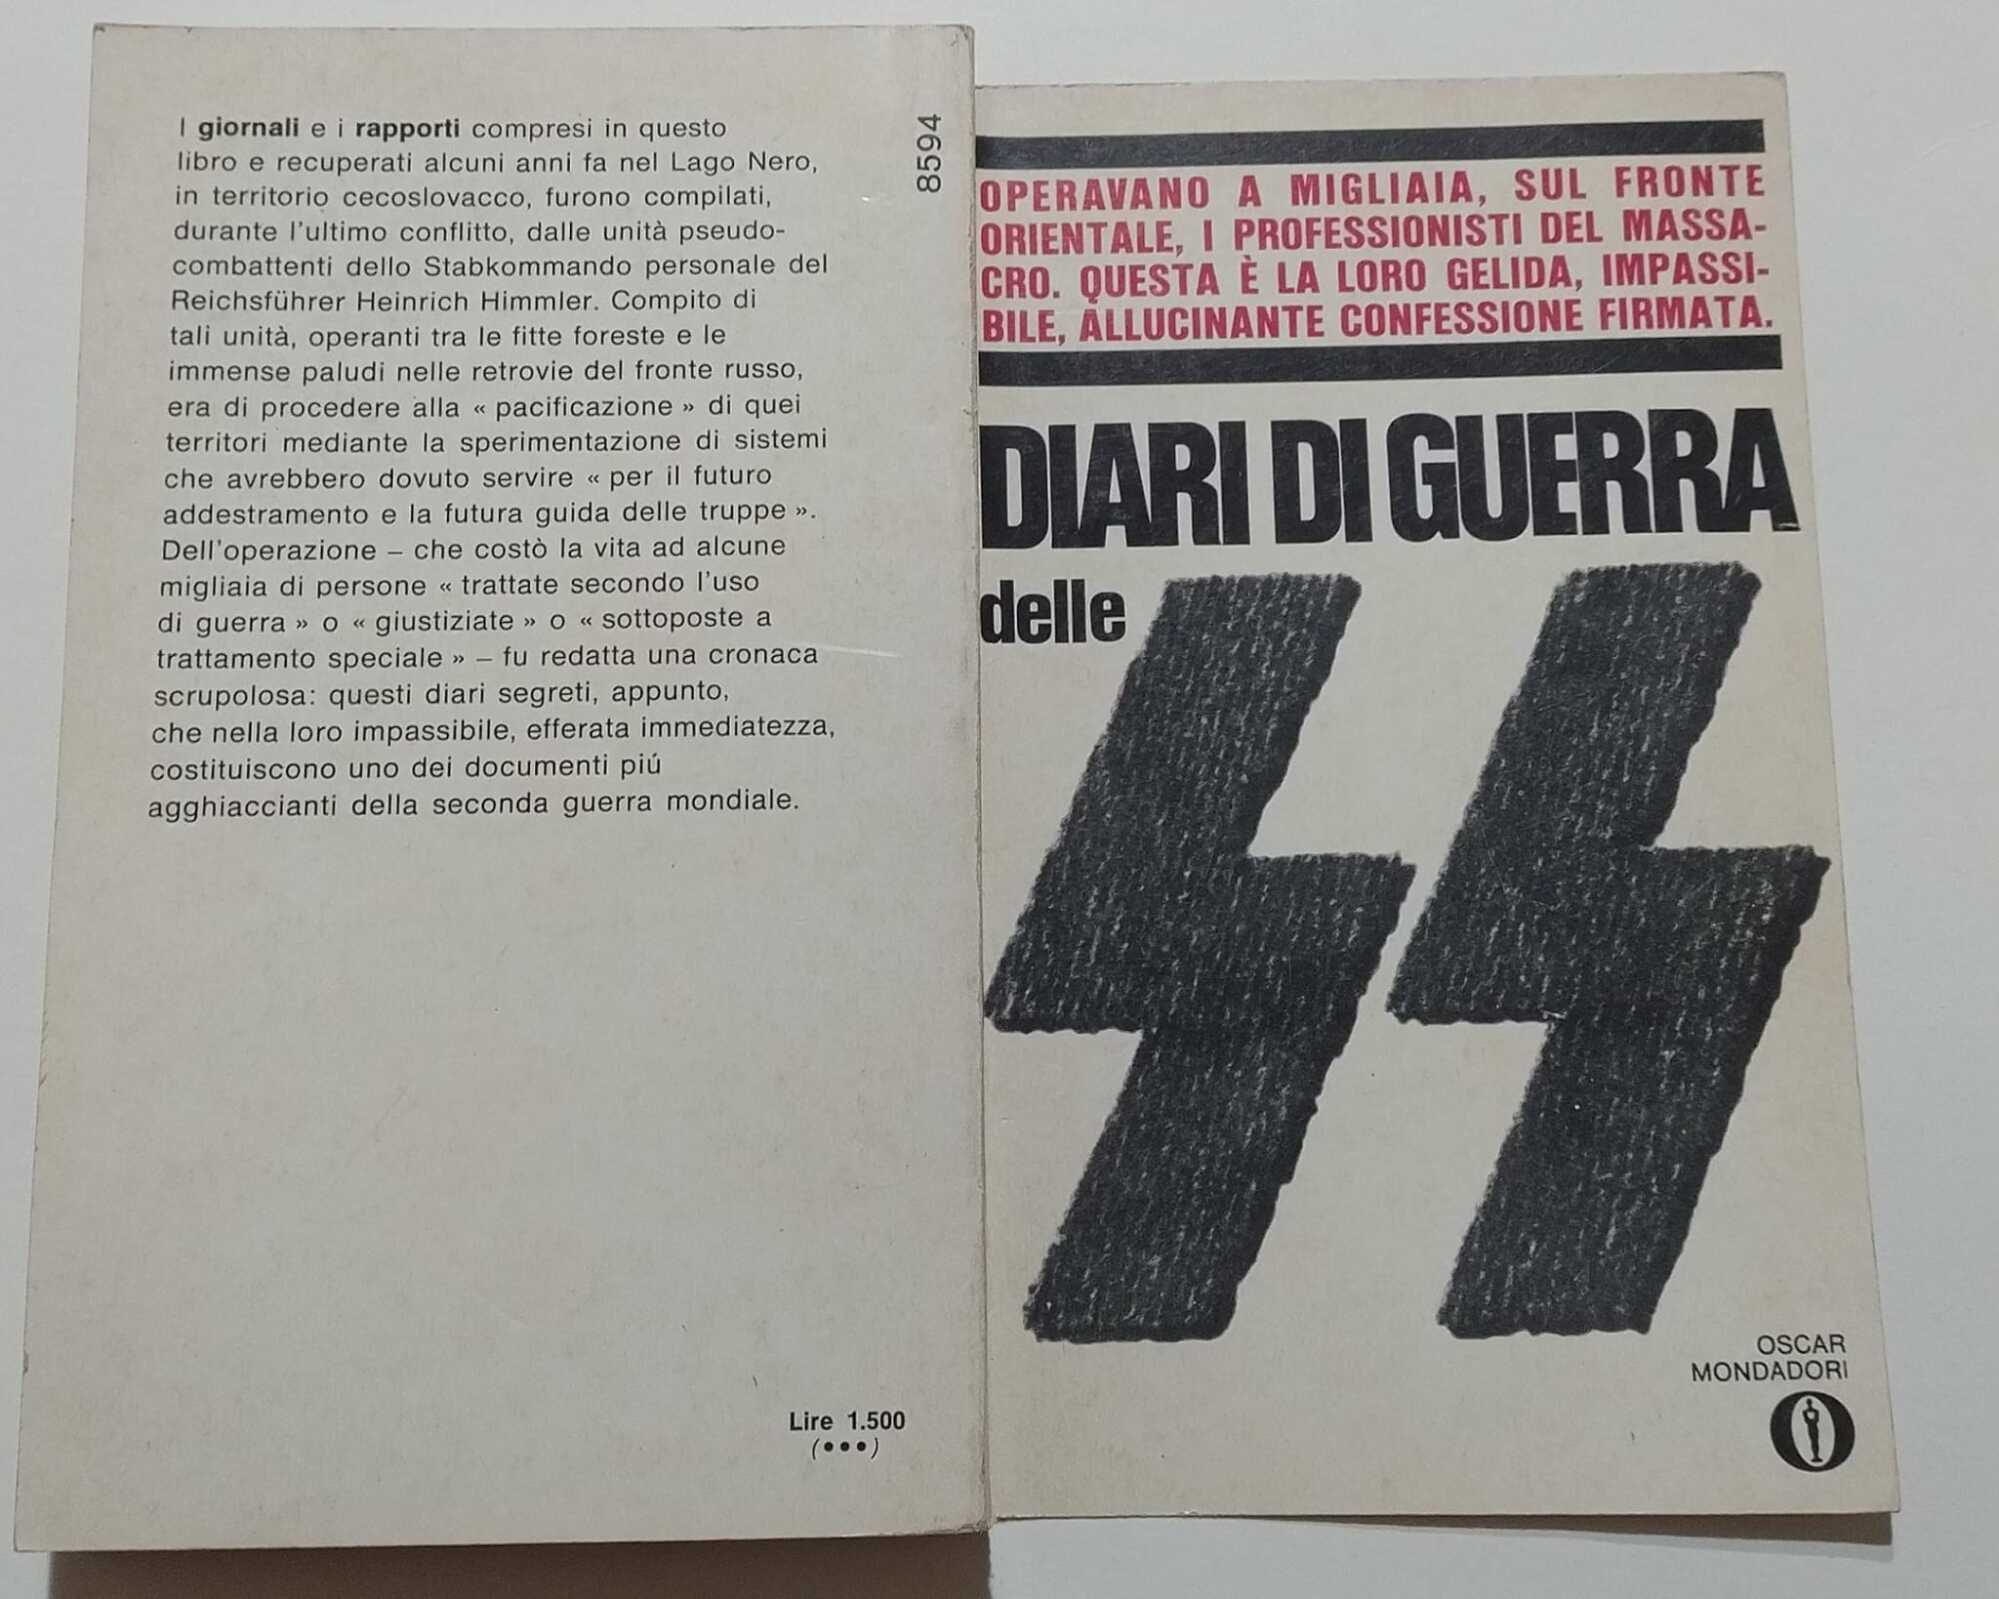 I giornali e i rapporti compresi in questo
libro e recuperati alcuni anni fa nel Lago Nero,
in territorio cecoslovacco, furono compilati,
durante l'ultimo conflitto, dalle unità pseudo-
combattenti dello Stabkommando personale del
Reichsführer Heinrich Himmler. Compito di
tali unità, operanti tra le fitte foreste e le
immense paludi nelle retrovie del fronte russo,
era di procedere alla « pacificazione » di quei
territori mediante la sperimentazione di sistemi
che avrebbero dovuto servire « per il futuro
addestramento e la futura guida delle truppe ».
Dell'operazione – che costò la vita ad alcune
migliaia di persone « trattate secondo l'uso
di guerra » o « giustiziate » o « sottoposte a
trattamento speciale » – fu redatta una cronaca
scrupolosa: questi diari segreti, appunto,
che nella loro impassibile, efferata immediatezza,
costituiscono uno dei documenti piú
agghiaccianti della seconda guerra mondiale.
8594
Lire 1.500
(•••)
OPERAVANO A MIGLIAIA, SUL FRONTE
ORIENTALE, I PROFESSIONISTI DEL MASSA-
CRO. QUESTA È LA LORO GELIDA, IMPASSI-
BILE, ALLUCINANTE CONFESSIONE FIRMATA.
DIARI DI GUERRA
delle SS
OSCAR
MONDADORI